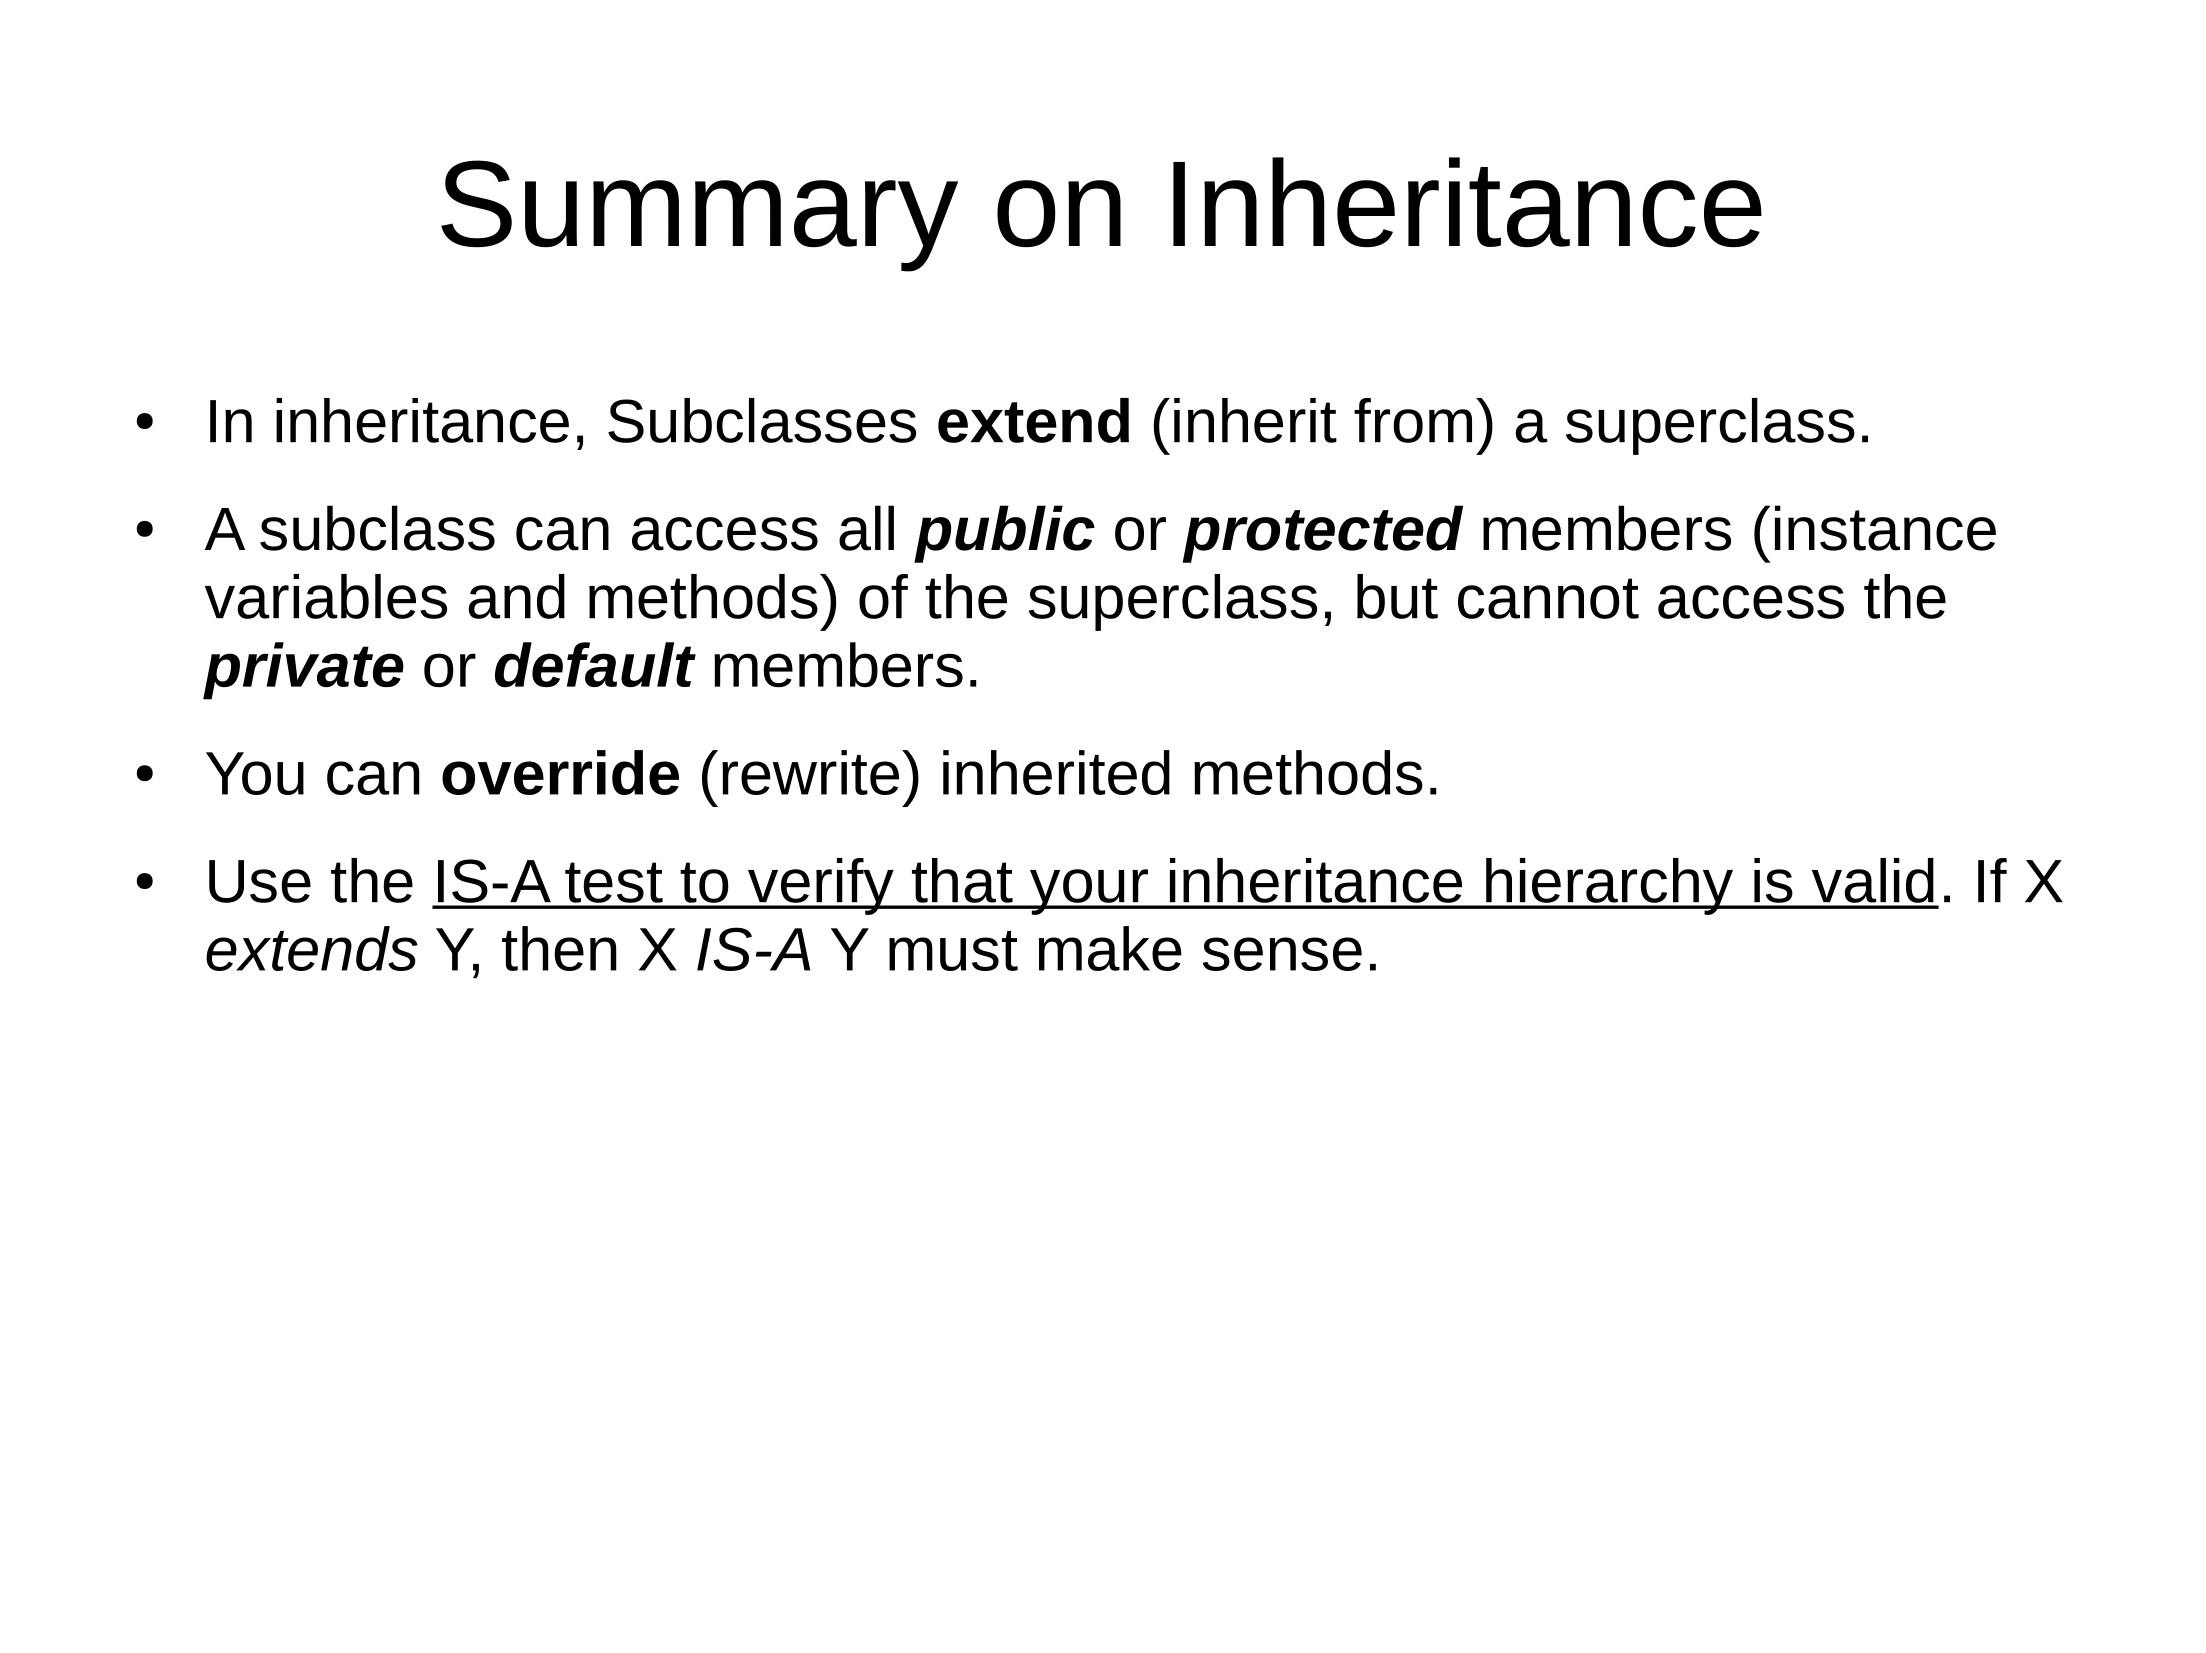 Summary on Inheritance
• In inheritance, Subclasses extend (inherit from) a superclass.
• A subclass can access all public or protected members (instance
variables and methods) of the superclass, but cannot access the
private or default members.
• You can override (rewrite) inherited methods.
• Use the IS-A test to verify that your inheritance hierarchy is valid. If X
extends Y, then X IS-A Y must make sense.